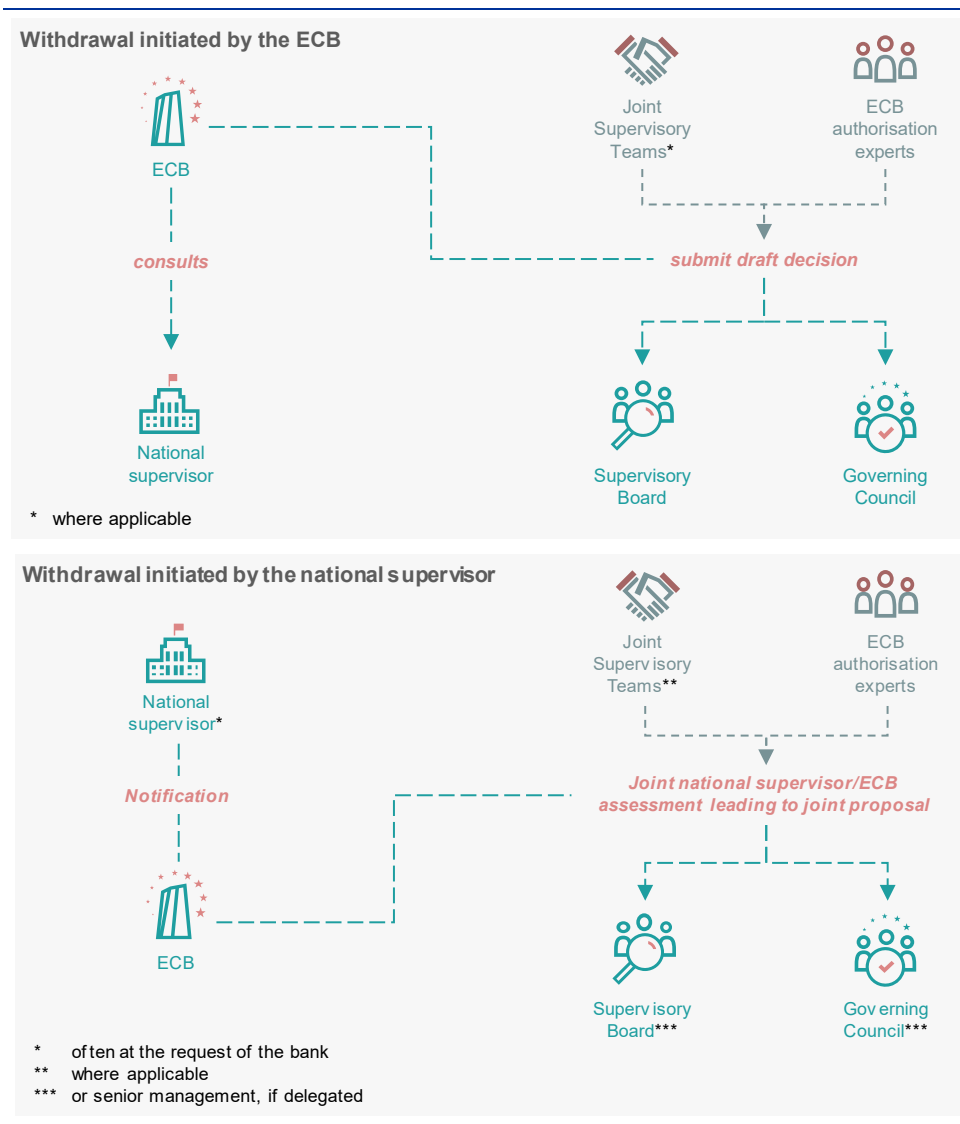 Withdrawal initiated by the ECB
Joint
Supervisory
Teams*
ECB
authorisation
experts
ECB
consults
submit draft decision
National
supervisor
Supervisory
Board
Governing
Council
* where applicable
Withdrawal initiated by the national supervisor
Joint
Supervisory
Teams**
ECB
authorisation
experts
National
supervisor*
Notification
Joint national supervisor/ECB
assessment leading to joint proposal
ECB
Supervisory
Board***
Governing
Council***
* often at the request of the bank
** where applicable
*** or senior management, if delegated